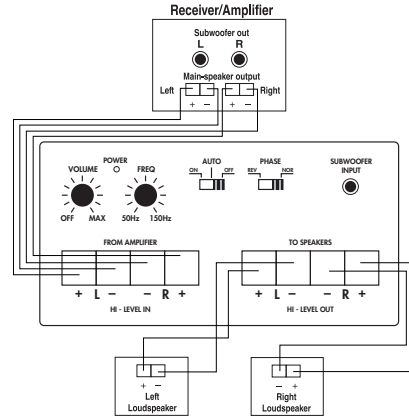 Receiver/Amplifier
Subwoofer out
L R
Main-speaker output
Left Right
+ − + −
POWER
VOLUME FREQ
OFF MAX 50Hz 150Hz
AUTO
ON OFF
PHASE
REV NOR
SUBWOOFER
INPUT
FROM AMPLIFIER TO SPEAKERS
+ L − − R + + L − − R +
HI - LEVEL IN HI - LEVEL OUT
+ − − +
Left Right
Loudspeaker Loudspeaker